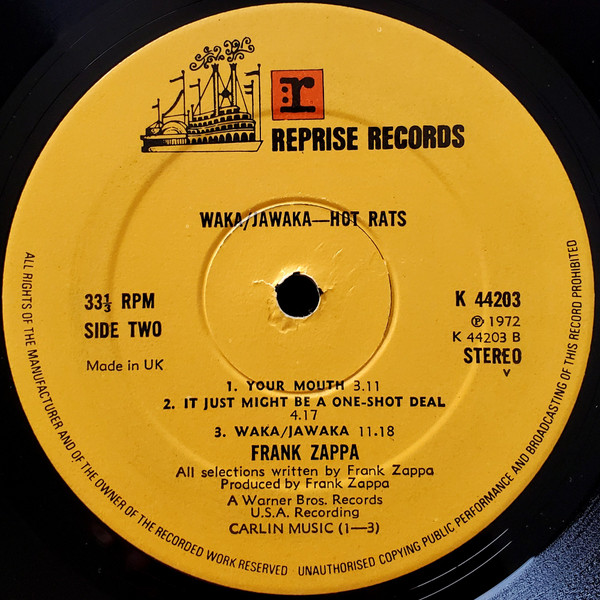 r
REPRISE RECORDS
WAKA/JAWAKA—HOT RATS
33⅓ RPM
SIDE TWO
Made in UK
K 44203
℗ 1972
K 44203 B
STEREO
v
1. YOUR MOUTH 3.11
2. IT JUST MIGHT BE A ONE-SHOT DEAL
4.17
3. WAKA/JAWAKA 11.18
FRANK ZAPPA
All selections written by Frank Zappa
Produced by Frank Zappa
A Warner Bros. Records
U.S.A. Recording
CARLIN MUSIC (1—3)
ALL RIGHTS OF THE MANUFACTURER AND OF THE OWNER OF THE RECORDED WORK RESERVED UNAUTHORISED COPYING PUBLIC PERFORMANCE AND BROADCASTING OF THIS RECORD PROHIBITED